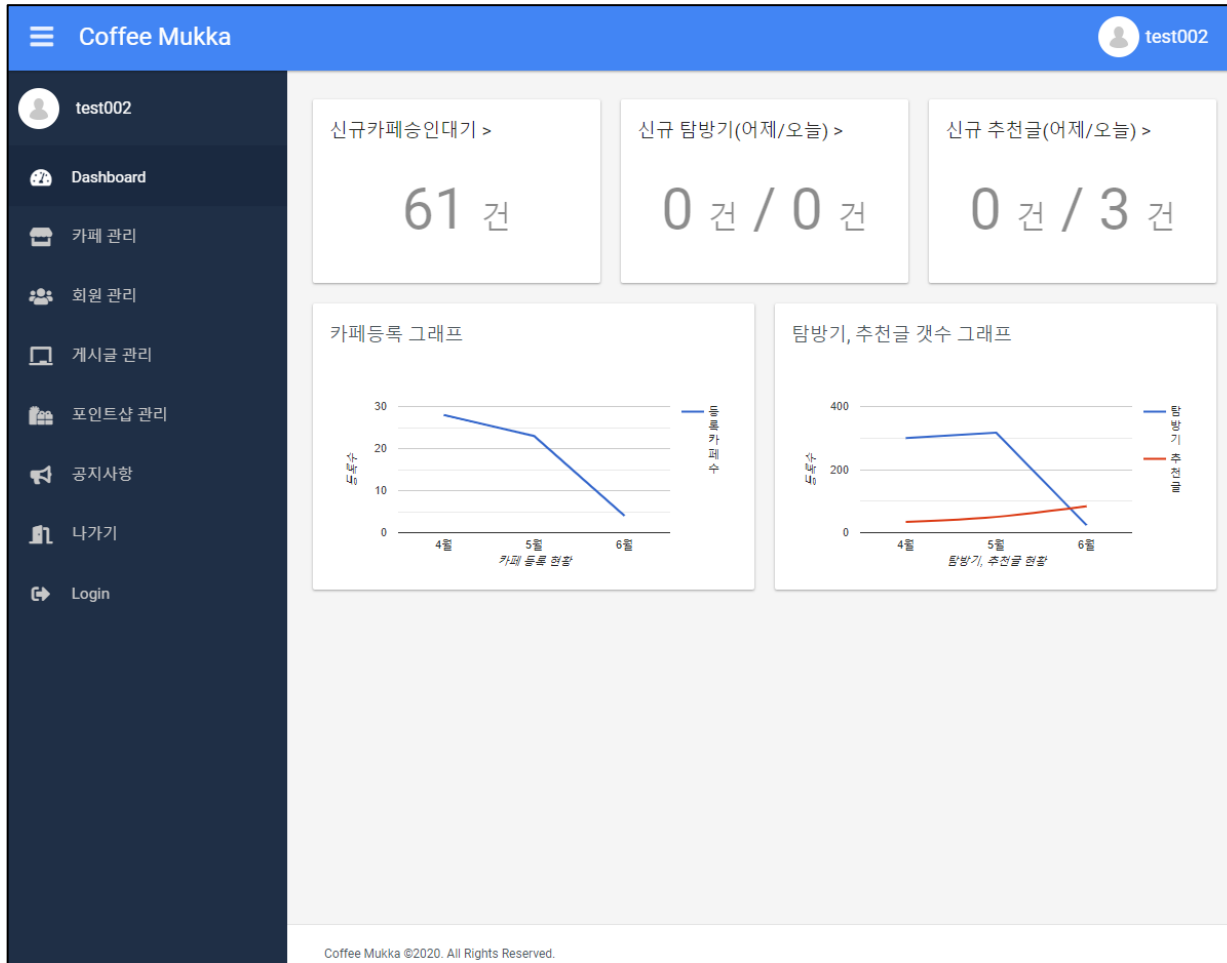 Coffee Mukka
test002
test002
Dashboard
카페 관리
회원 관리
게시글 관리
포인트샵 관리
공지사항
나가기
Login
신규카페승인대기 >
61 건
신규 탐방기(어제/오늘) >
0 건 / 0 건
신규 추천글(어제/오늘) >
0 건 / 3 건
카페등록 그래프
30
20
10
0
등록수
4월 5월 6월
카페 등록 현황
등록카페수
탐방기, 추천글 갯수 그래프
400
200
0
등록수
4월 5월 6월
탐방기, 추천글 현황
탐방기
추천글
Coffee Mukka ©2020. All Rights Reserved.